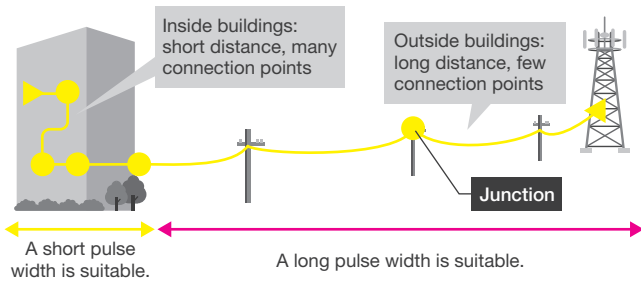 Inside buildings:
short distance, many
connection points
Outside buildings:
long distance, few
connection points
Junction
A short pulse
width is suitable.
A long pulse width is suitable.